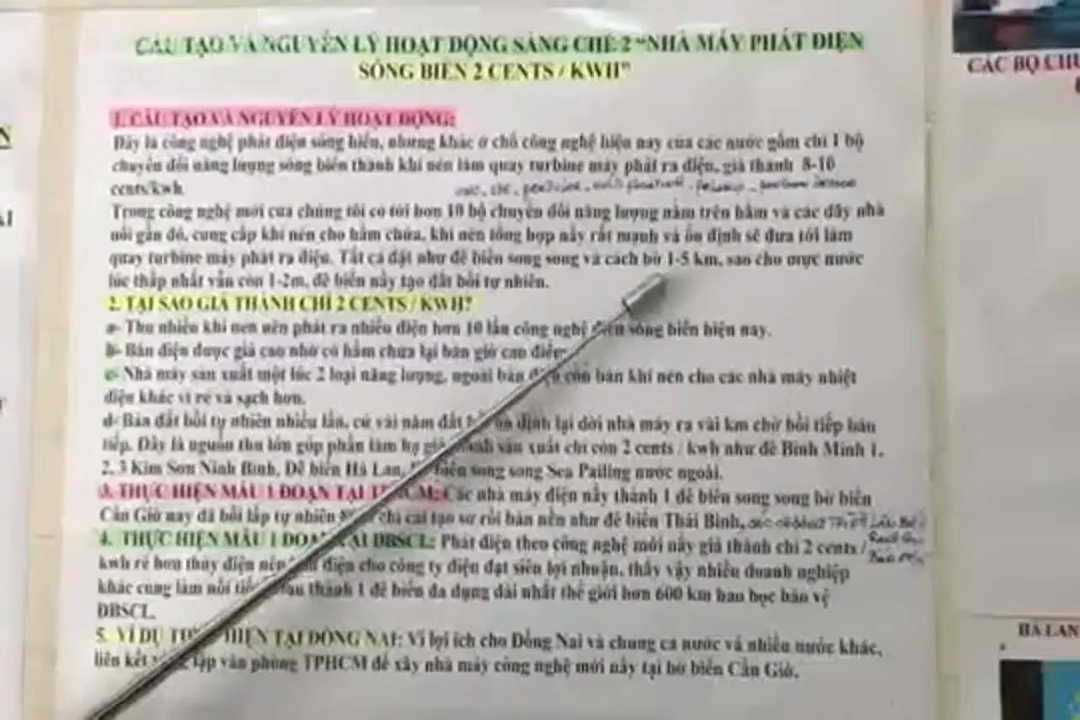 CẤU TẠO VÀ NGUYÊN LÝ HOẠT ĐỘNG SÁNG CHẾ 2 "NHÀ MÁY PHÁT ĐIỆN
SÓNG BIỂN 2 CENTS / KWH"
CÁC BỘ CHU
1. CẤU TẠO VÀ NGUYÊN LÝ HOẠT ĐỘNG:
Đây là công nghệ phát điện sóng biển, nhưng khác ở chỗ công nghệ hiện nay của các nước gồm chỉ 1 bộ
chuyển đổi năng lượng sóng biển thành khí nén làm quay turbine máy phát ra điện, giá thành 8-10
cents/kwh
Trong công nghệ mới của chúng tôi có tới hơn 10 bộ chuyển đổi năng lượng nằm trên hầm và các dãy nhà
nối gần đó, cung cấp khí nén cho hầm chứa, khí nén tổng hợp nầy rất mạnh và ổn định sẽ đưa tới làm
quay turbine máy phát ra điện. Tất cả đặt như đê biển song song và cách bờ 1-5 km, sao cho mực nước
lúc thấp nhất vẫn còn 1-2m, đê biển nầy tạo đất bồi tự nhiên.
2. TẠI SAO GIÁ THÀNH CHỈ 2 CENTS / KWH?
a- Thu nhiều khí nén nên phát ra nhiều điện hơn 10 lần công nghệ điện sóng biển hiện nay.
b- Bán điện được giá cao nhờ có hầm chứa lại bán giờ cao điểm
c- Nhà máy sản xuất một lúc 2 loại năng lượng, ngoài bán điện còn bán khí nén cho các nhà máy nhiệt
điện khác vì rẻ và sạch hơn.
d- Bán đất bồi tự nhiên nhiều lần, cứ vài năm đất ổn định lại dời nhà máy ra vài km chờ bồi tiếp bán
tiếp. Đây là nguồn thu lớn góp phần làm hạ giá thành sản xuất chỉ còn 2 cents / kwh như đê Bình Minh 1,
2, 3 Kim Sơn Ninh Bình, Đê biển Hà Lan, biển song song Sea Palling nước ngoài.
3. THỰC HIỆN MẪU 1 ĐOẠN TẠI TPHCM: Các nhà máy điện nầy thành 1 đê biển song song bờ biển
Cần Giờ nay đã bồi lắp tự nhiên chỉ cải tạo sơ rồi bán nền như đê biển Thái Bình,
4. THỰC HIỆN MẪU 1 ĐOẠN TẠI ĐBSCL: Phát điện theo công nghệ mới nầy giá thành chỉ 2 cents /
kwh rẻ hơn thủy điện nên điện cho công ty điện đạt siêu lợi nhuận, thấy vậy nhiều doanh nghiệp
khác cùng làm nối thành 1 đê biển đa dụng dài nhất thế giới hơn 600 km bao bọc bảo vệ
ĐBSCL.
5. VÍ DỤ HIỆN TẠI ĐỒNG NAI: Vì lợi ích cho Đồng Nai và chung cả nước và nhiều nước khác,
liên kết lập văn phòng TPHCM để xây nhà máy công nghệ mới nầy tại bờ biển Cần Giờ.
HÀ LAN